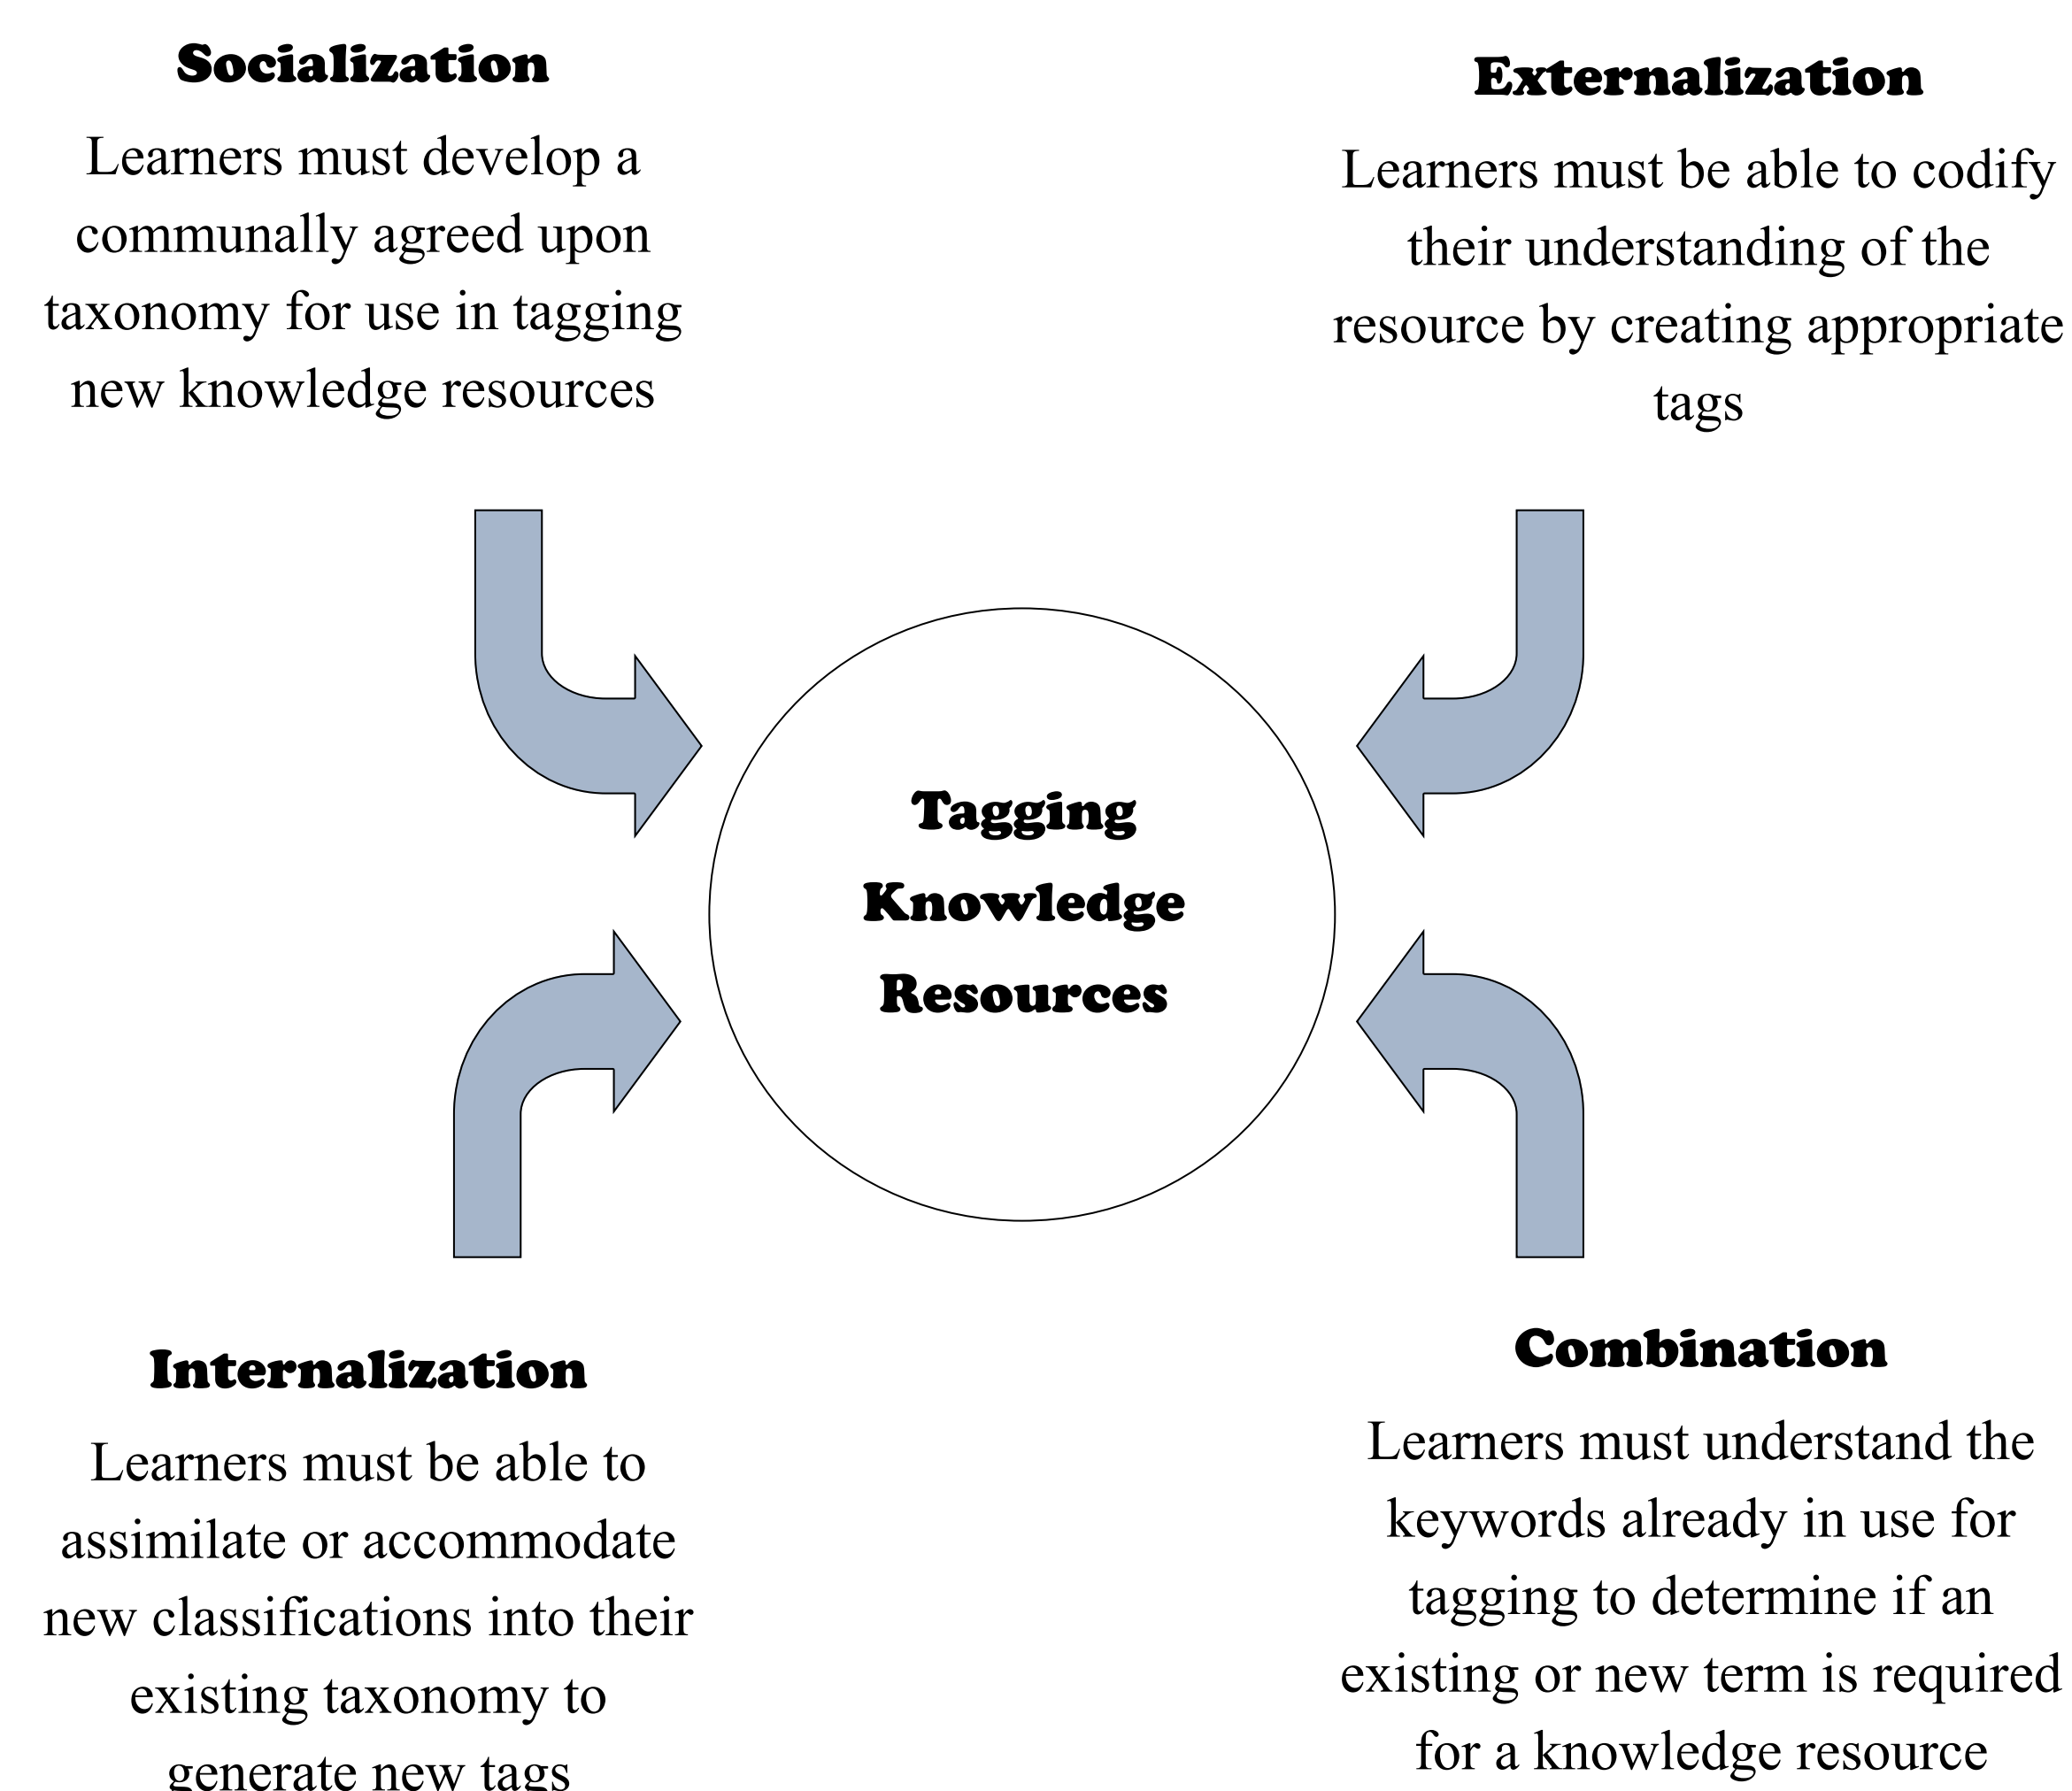 Socialization
Learners must develop a
communally agreed upon
taxonomy for use in tagging
new knowledge resources
Externalization
Learners must be able to codify
their understanding of the
resource by creating appropriate
tags
Tagging
Knowledge
Resources
Internalization
Learners must be able to
assimilate or accommodate
new classifications into their
existing taxonomy to
generate new tags
Combination
Learners must understand the
keywords already in use for
tagging to determine if an
existing or new term is required
for a knowledge resource